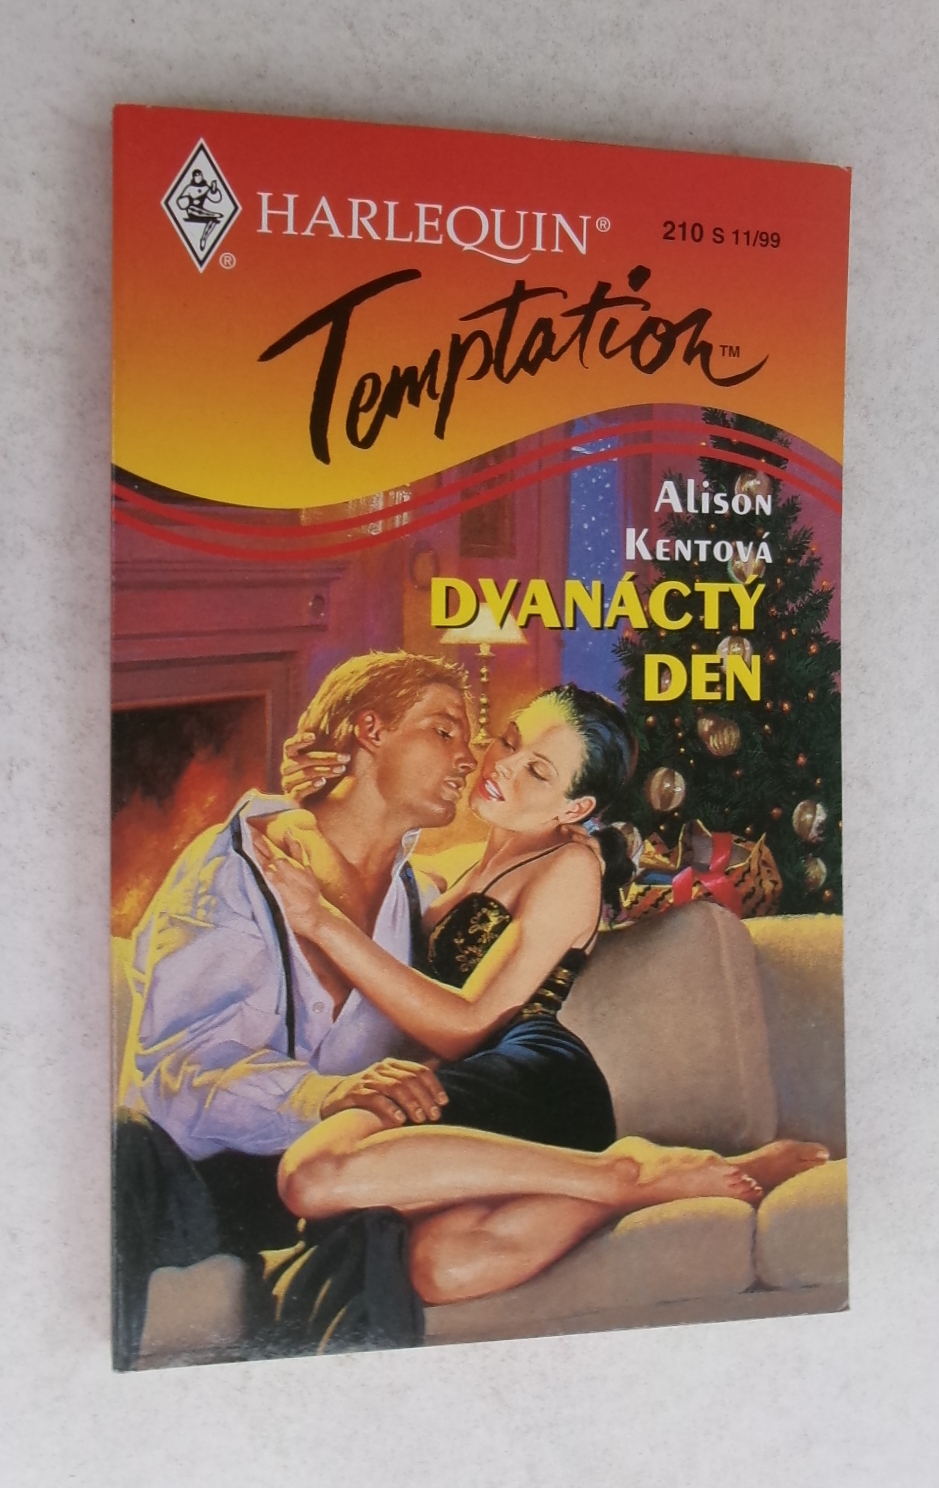 HARLEQUIN®
®
210 S 11/99
Temptation™
Alison
Kentová
DVANÁCTÝ
DEN